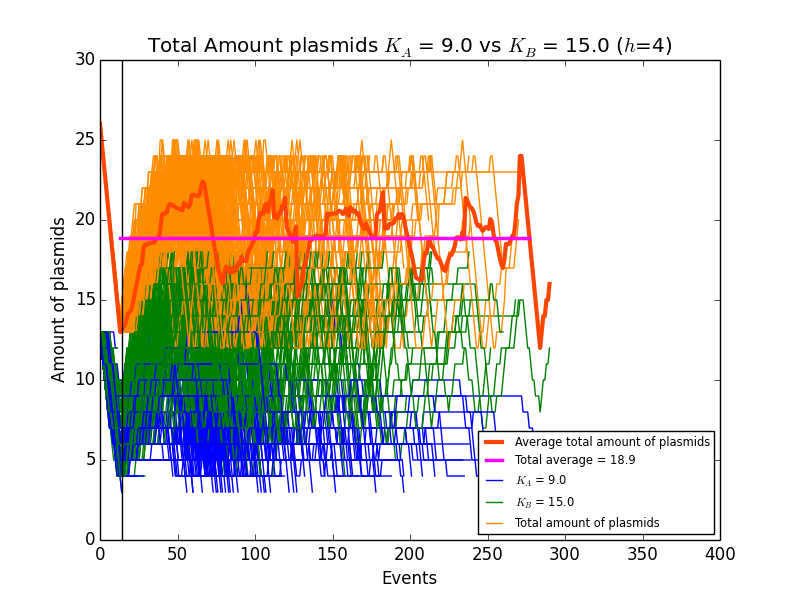 Total Amount plasmids K_A = 9.0 vs K_B = 15.0 (h=4)
30
25
20
15
10
5
0
Amount of plasmids
0 50 100 150 200 250 300 350 400
Events
Average total amount of plasmids
Total average = 18.9
K_A = 9.0
K_B = 15.0
Total amount of plasmids